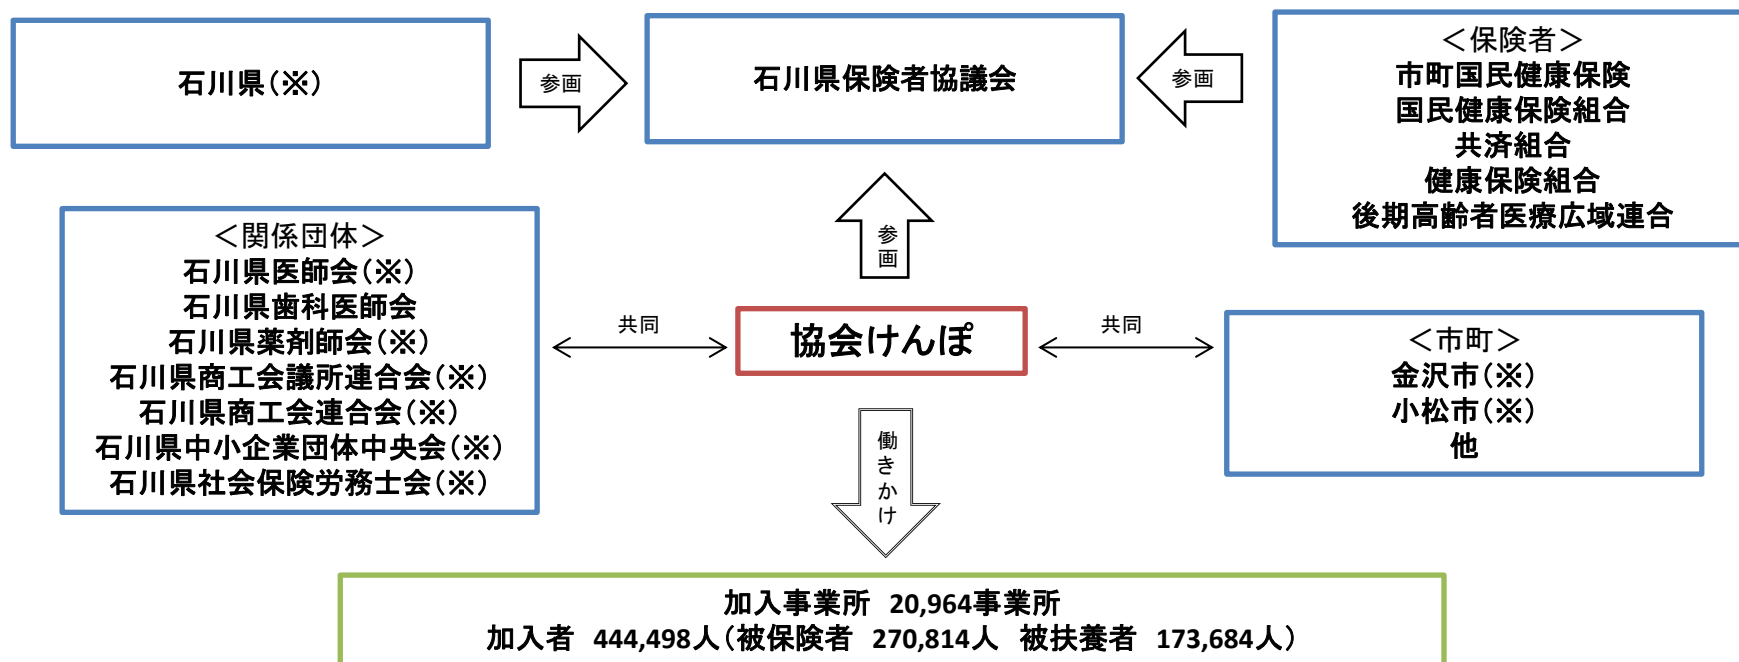 石川県(※)
参画
石川県保険者協議会
参画
＜保険者＞
市町国民健康保険
国民健康保険組合
共済組合
健康保険組合
後期高齢者医療広域連合
参画
＜関係団体＞
石川県医師会(※)
石川県歯科医師会
石川県薬剤師会(※)
石川県商工会議所連合会(※)
石川県商工会連合会(※)
石川県中小企業団体中央会(※)
石川県社会保険労務士会(※)
共同
協会けんぽ
共同
＜市町＞
金沢市(※)
小松市(※)
他
働きかけ
加入事業所 20,964事業所
加入者 444,498人(被保険者 270,814人 被扶養者 173,684人)